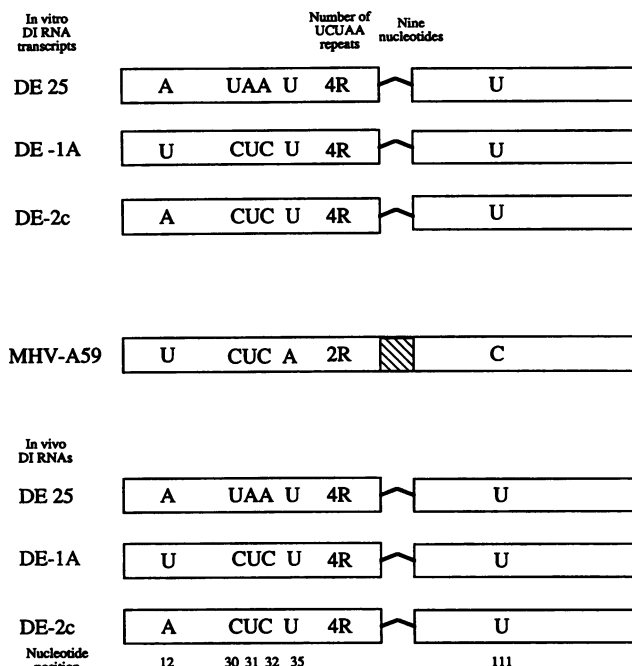 In vitro
DI RNA
transcripts
Number of
UCUAA
repeats
Nine
nucleotides
DE 25 A UAA U 4R U
DE -1A U CUC U 4R U
DE-2c A CUC U 4R U
MHV-A59 U CUC A 2R C
In vivo
DI RNAs
DE 25 A UAA U 4R U
DE-1A U CUC U 4R U
DE-2c A CUC U 4R U
Nucleotide
position 12 30 31 32 35 111